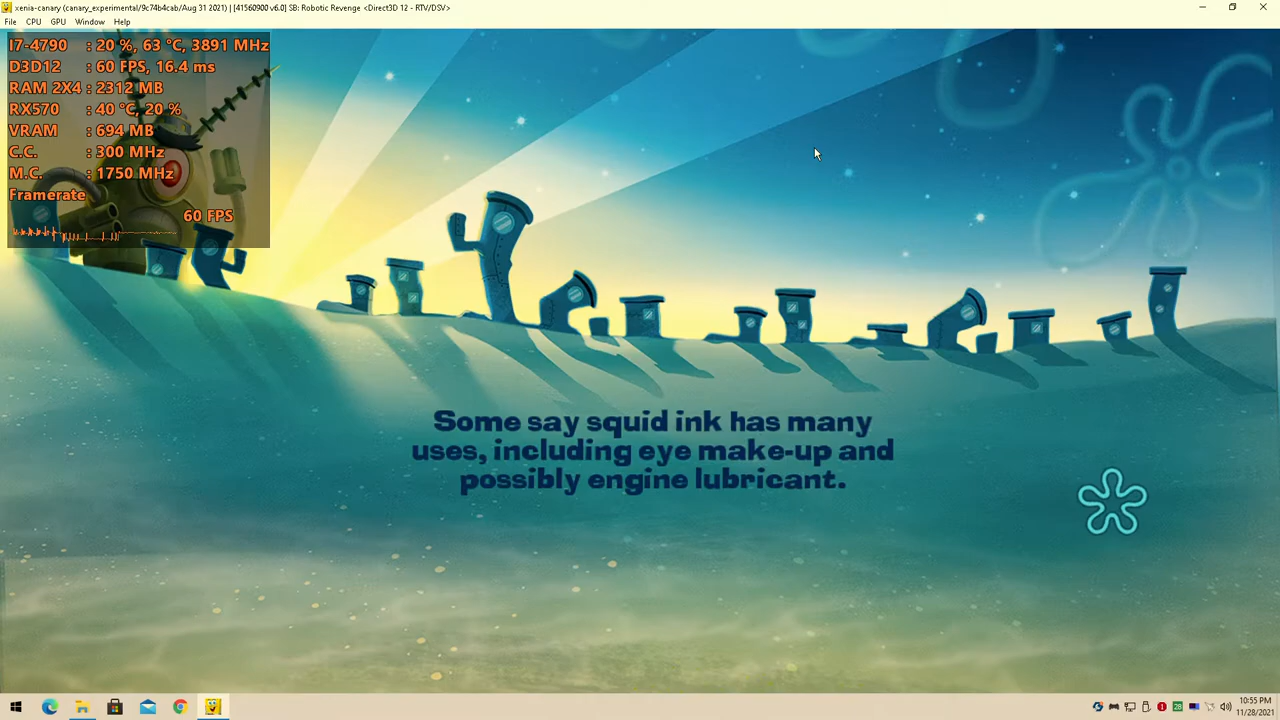 xenia-canary (canary_experimental/9c74b4cab/Aug 31 2021) | [41560900 v6.0] SB: Robotic Revenge <Direct3D 12 - RTV/DSV>
File CPU GPU Window Help
I7-4790 : 20 %, 63 °C, 3891 MHz
D3D12 : 60 FPS, 16.4 ms
RAM 2X4 : 2312 MB
RX570 : 40 °C, 20 %
VRAM : 694 MB
C.C. : 300 MHz
M.C. : 1750 MHz
Framerate
60 FPS
Some say squid ink has many
uses, including eye make-up and
possibly engine lubricant.
28
10:55 PM
11/28/2021